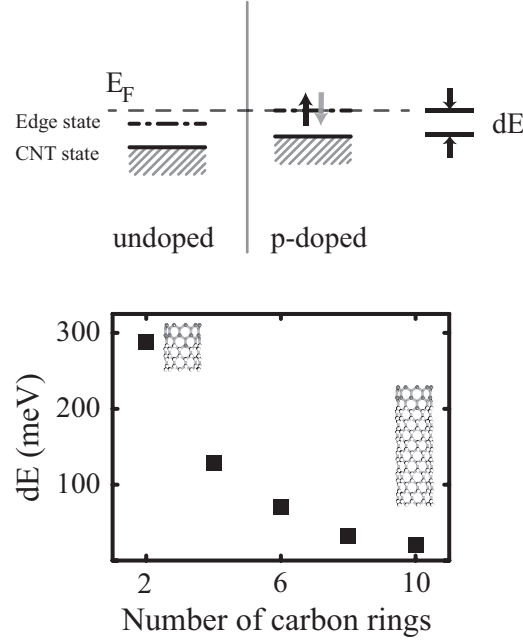 E_F
Edge state
dE
CNT state
undoped
p-doped
300
200
100
dE (meV)
2
6
10
Number of carbon rings